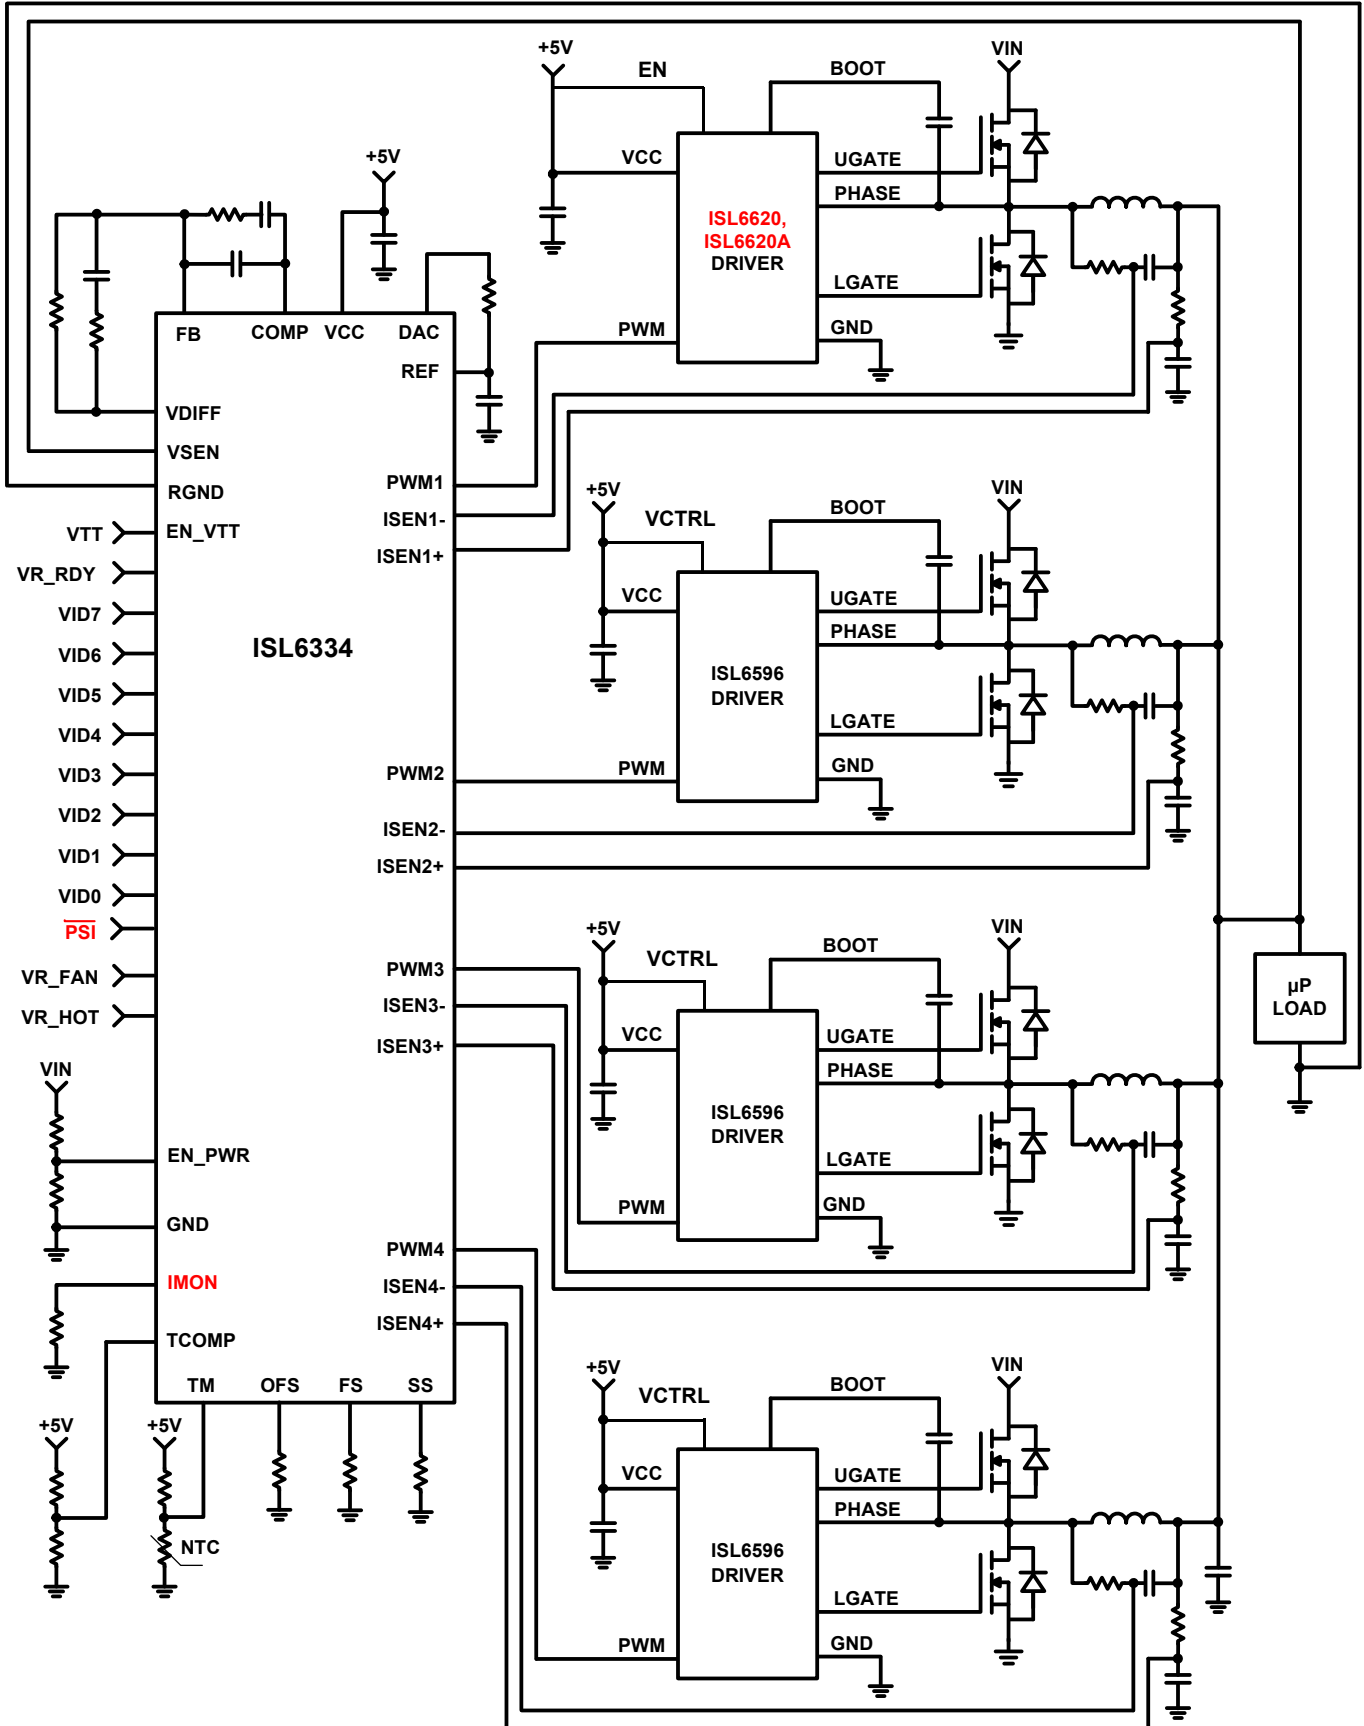 +5V
EN
BOOT
VIN
VCC
UGATE
PHASE
ISL6620,
ISL6620A
DRIVER
LGATE
PWM
GND
+5V
FB
COMP
VCC
DAC
REF
VDIFF
VSEN
RGND
EN_VTT
VTT
VR_RDY
VID7
VID6
VID5
VID4
VID3
VID2
VID1
VID0
PSI
VR_FAN
VR_HOT
ISL6334
PWM1
ISEN1-
ISEN1+
PWM2
ISEN2-
ISEN2+
PWM3
ISEN3-
ISEN3+
PWM4
ISEN4-
ISEN4+
VIN
EN_PWR
GND
IMON
TCOMP
TM
OFS
FS
SS
+5V
+5V
NTC
+5V
VCTRL
BOOT
VIN
VCC
UGATE
PHASE
ISL6596
DRIVER
LGATE
PWM
GND
+5V
VCTRL
BOOT
VIN
VCC
UGATE
PHASE
ISL6596
DRIVER
LGATE
PWM
GND
µP
LOAD
+5V
VCTRL
BOOT
VIN
VCC
UGATE
PHASE
ISL6596
DRIVER
LGATE
PWM
GND